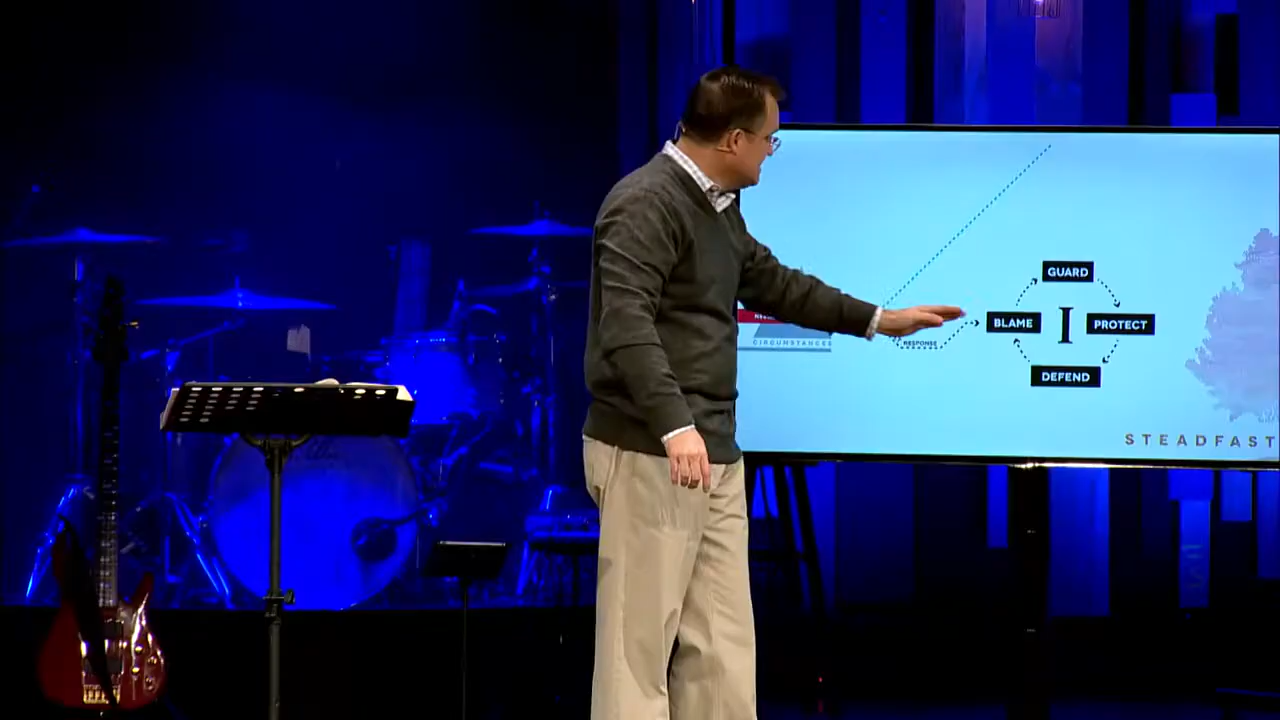 GUARD
BLAME
I
PROTECT
RESPONSE
CIRCUMSTANCES
DEFEND
STEADFAST